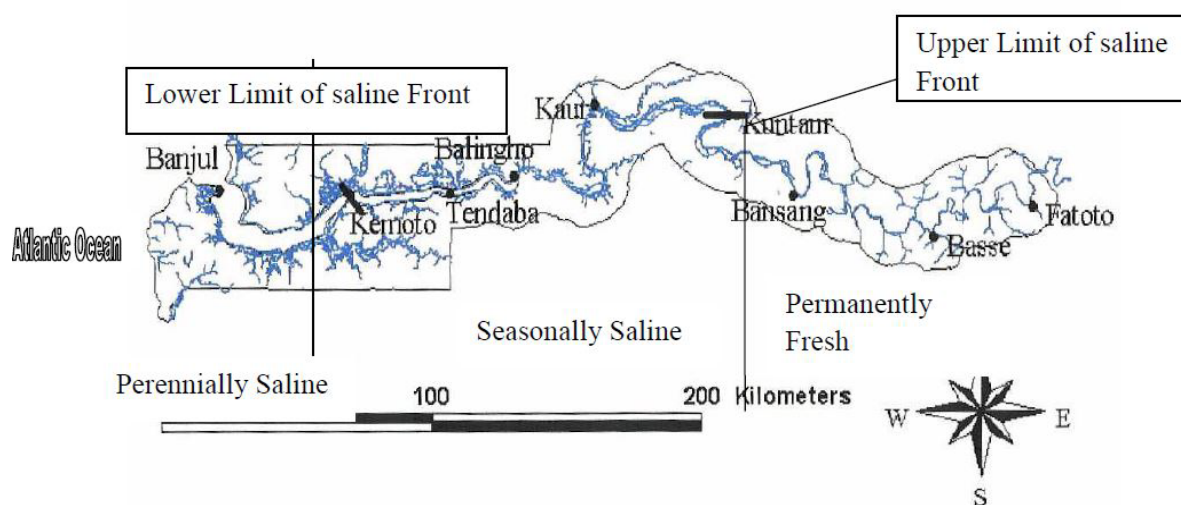 Upper Limit of saline
Front
Lower Limit of saline Front
Kaur
Kuntaur
Banjul
Balingho
Kemoto
Tendaba
Bansang
Fatoto
Basse
Atlantic Ocean
Seasonally Saline
Permanently
Fresh
Perennially Saline
100
200 Kilometers
W
E
S